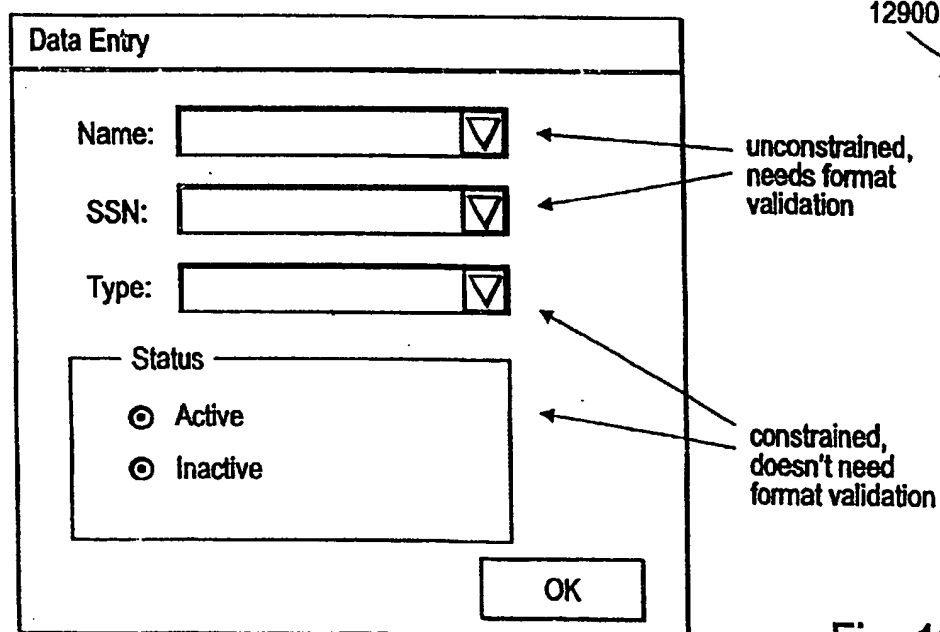 12900
Data Entry
Name:
unconstrained,
needs format
validation
SSN:
Type:
Status
Active
Inactive
constrained,
doesn't need
format validation
OK